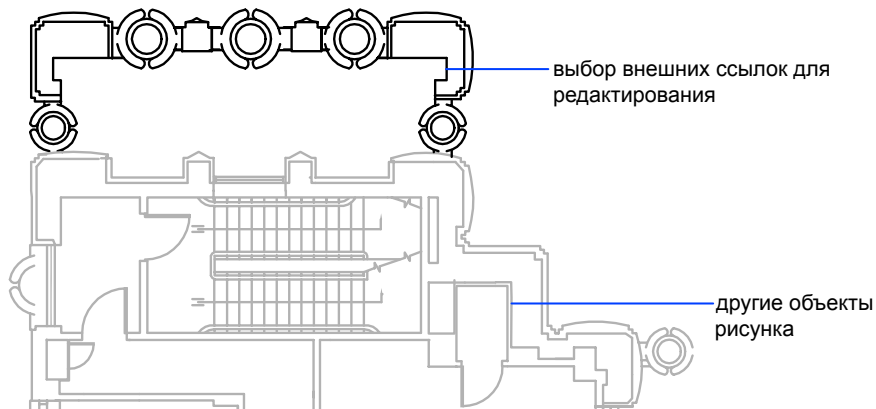 выбор внешних ссылок для
редактирования
другие объекты
рисунка